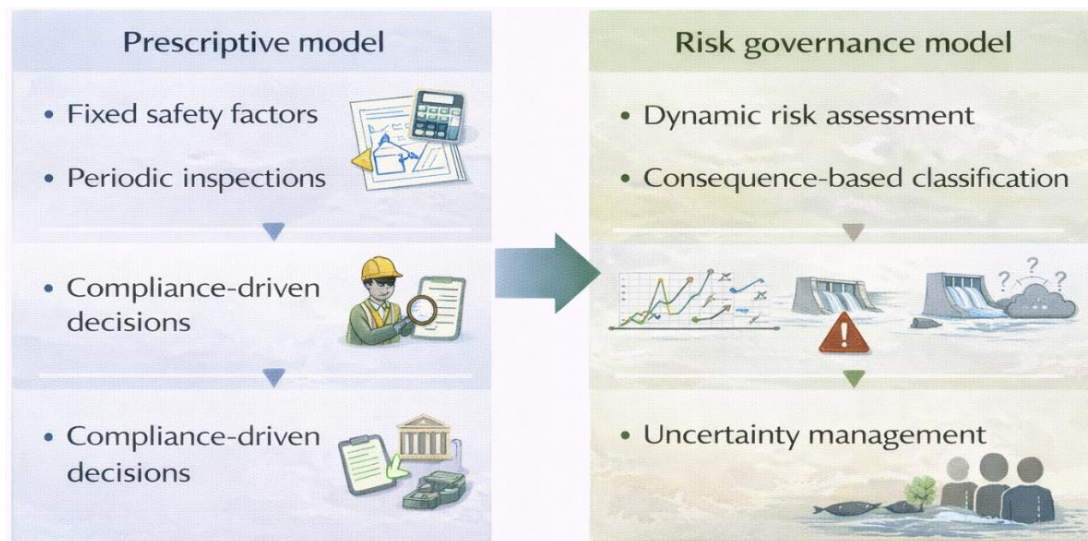 Prescriptive model
• Fixed safety factors
• Periodic inspections
• Compliance-driven
decisions
• Compliance-driven
decisions
Risk governance model
• Dynamic risk assessment
• Consequence-based classification
? ? ?
!
• Uncertainty management